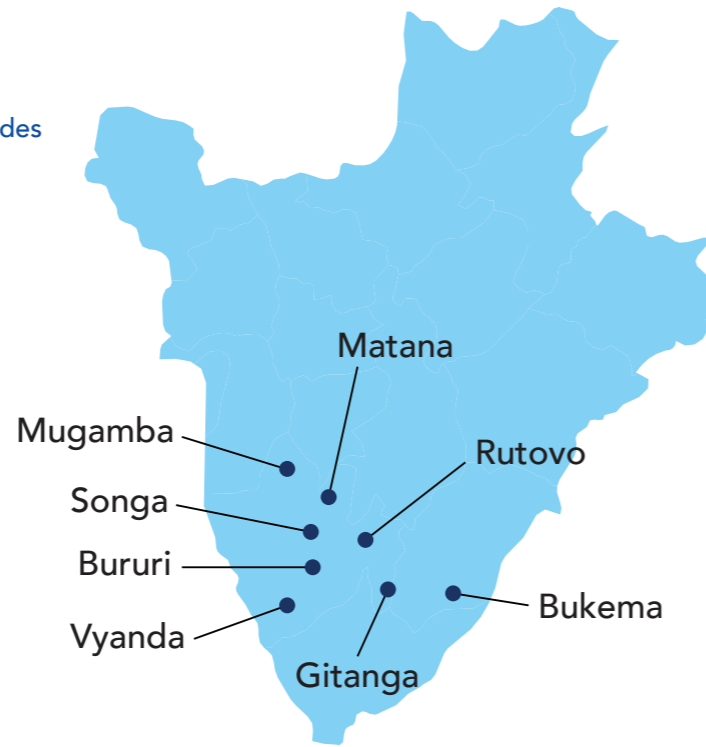 des
Matana
Mugamba
Rutovo
Songa
Bururi
Bukema
Vyanda
Gitanga